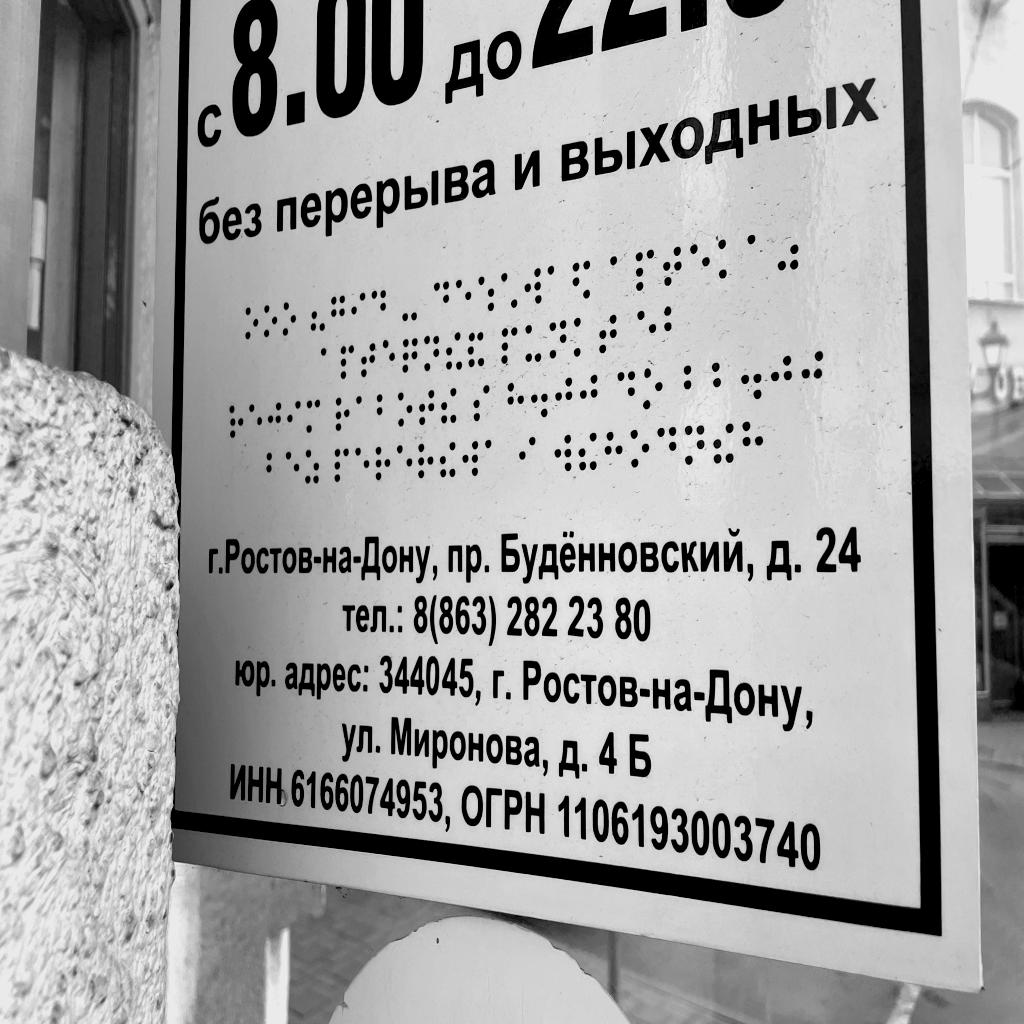 с 8.00 до
без перерыва и выходных
г.Ростов-на-Дону, пр. Будённовский, д. 24
тел.: 8(863) 282 23 80
юр. адрес: 344045, г. Ростов-на-Дону,
ул. Миронова, д. 4 Б
ИНН 6166074953, ОГРН 1106193003740